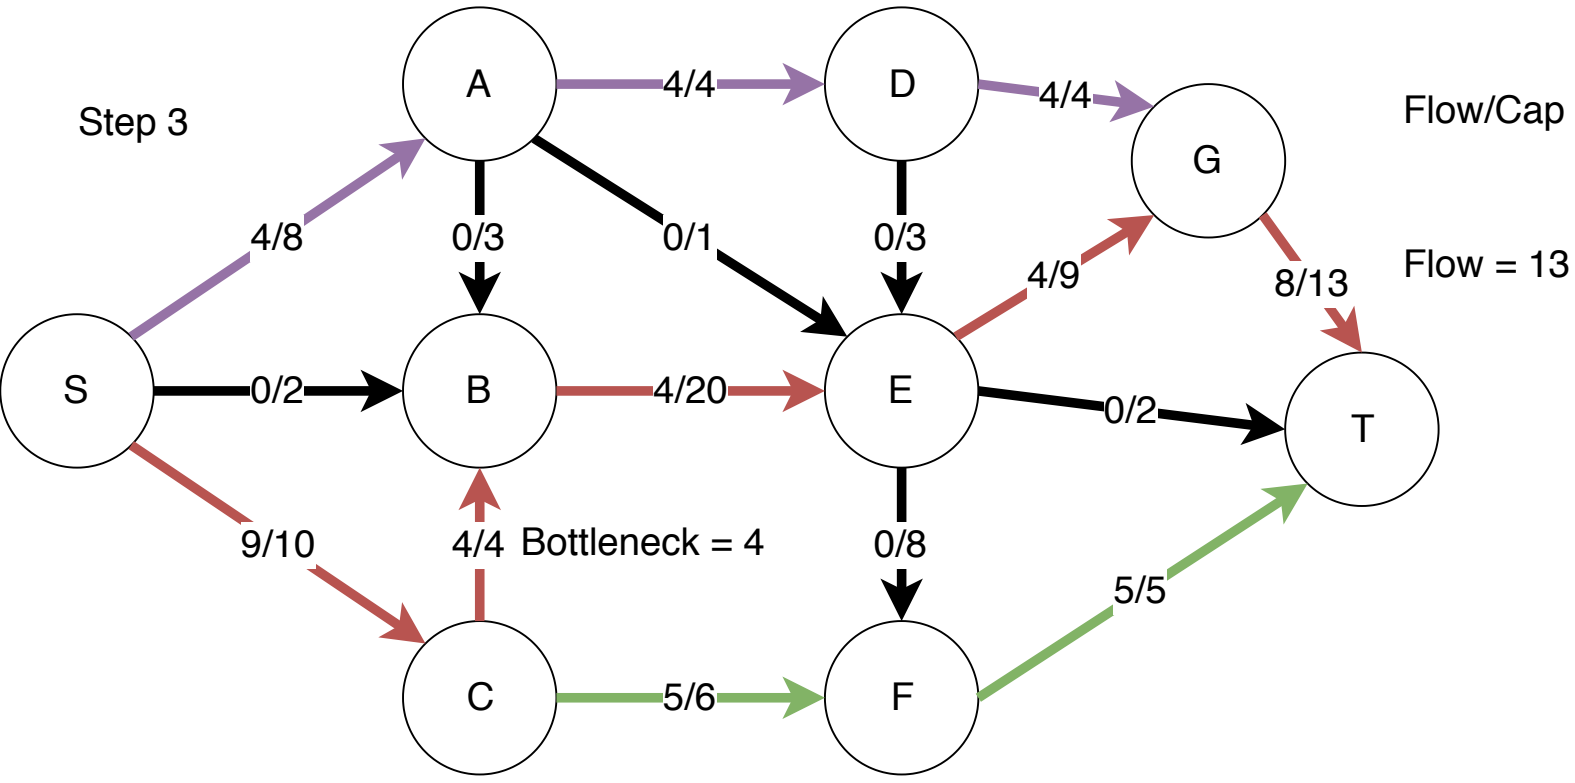 A
4/4
D
4/4
Flow/Cap
Step 3
G
4/8
0/3
0/1
0/3
4/9
8/13
Flow = 13
S
0/2
B
4/20
E
0/2
T
9/10
4/4
Bottleneck = 4
0/8
5/5
C
5/6
F